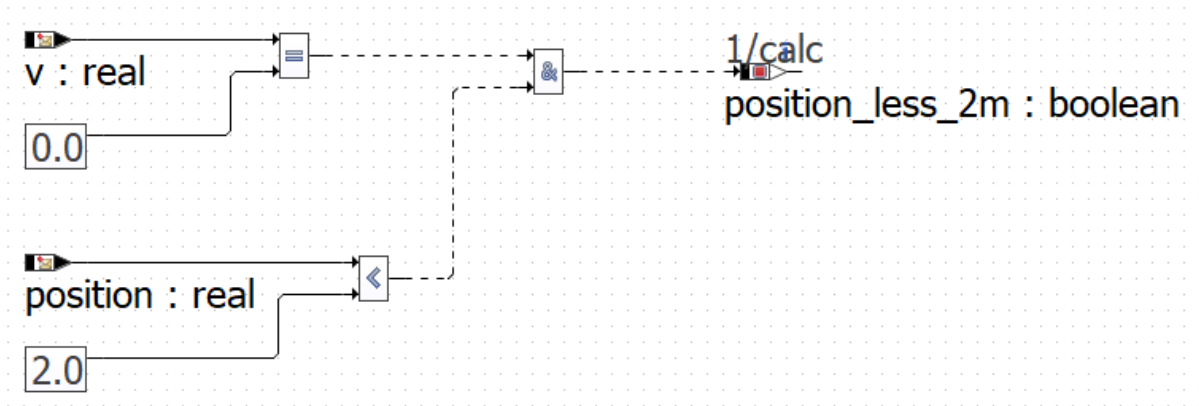 1/calc
v : real
=
&
position_less_2m : boolean
0.0
<
position : real
2.0